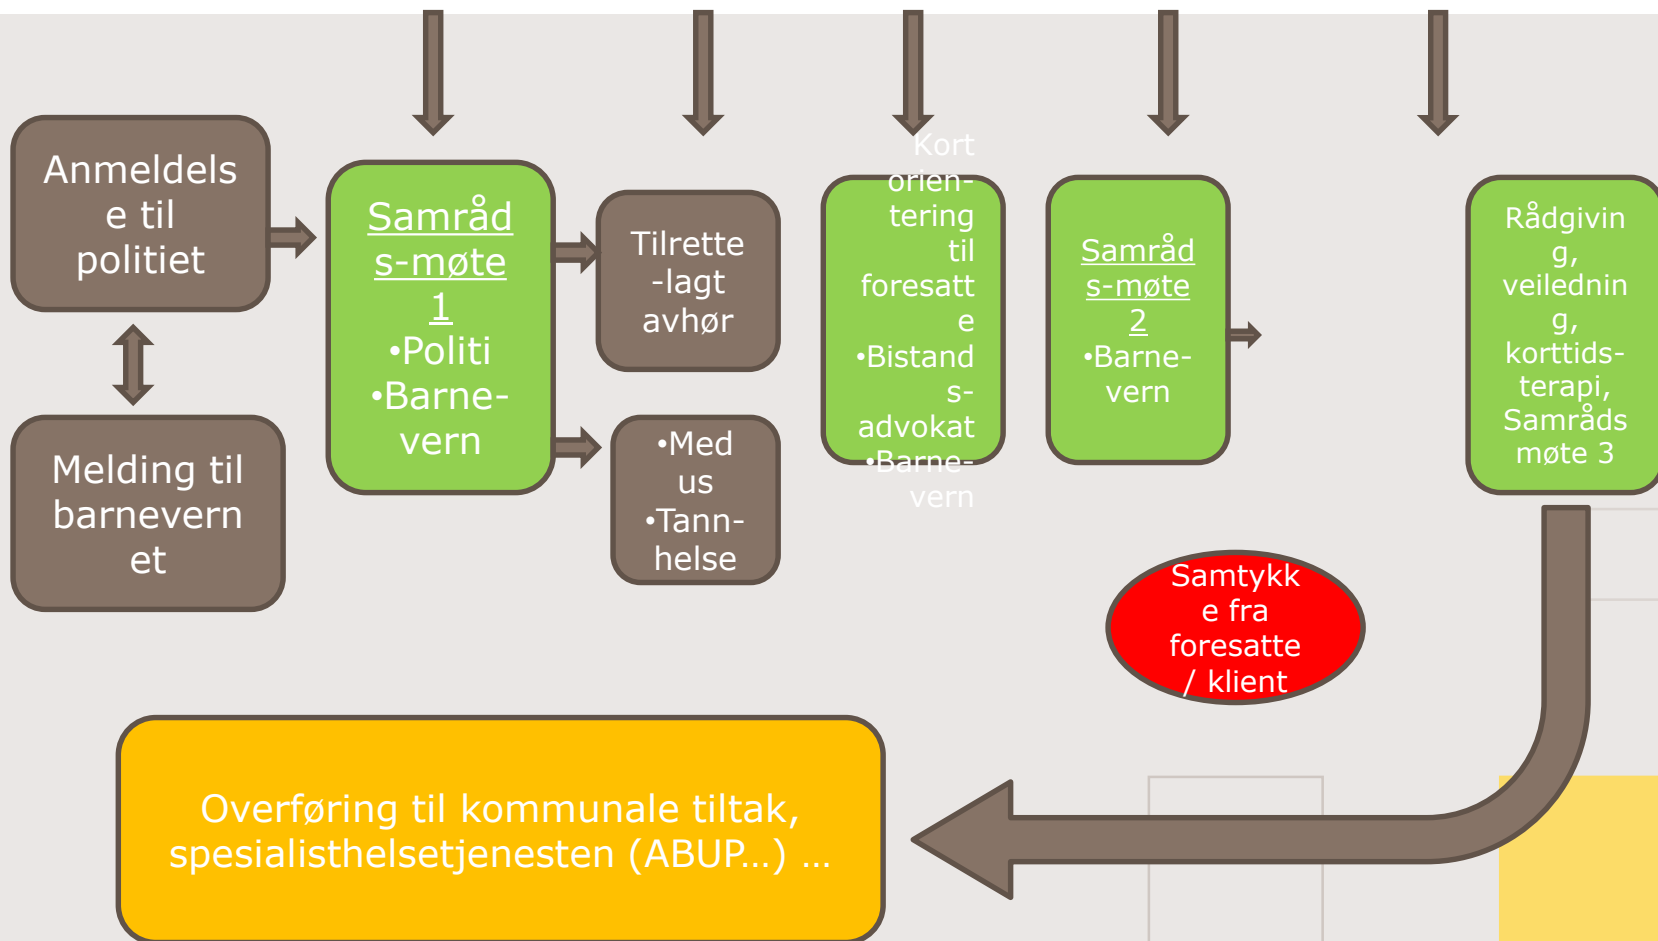 Anmeldels
e til
politiet
Melding til
barnevern
et
Samråd
s-møte
1
•Politi
•Barne-
vern
Tilrette
-lagt
avhør
•Med
us
•Tann-
helse
Kort
orien-
tering
til
foresatt
e
•Bistand
s-
advokat
•Barne-
vern
Samråd
s-møte
2
•Barne-
vern
Rådgivin
g,
veilednin
g,
korttids-
terapi,
Samråds
møte 3
Samtykk
e fra
foresatte
/ klient
Overføring til kommunale tiltak,
spesialisthelsetjenesten (ABUP…) …